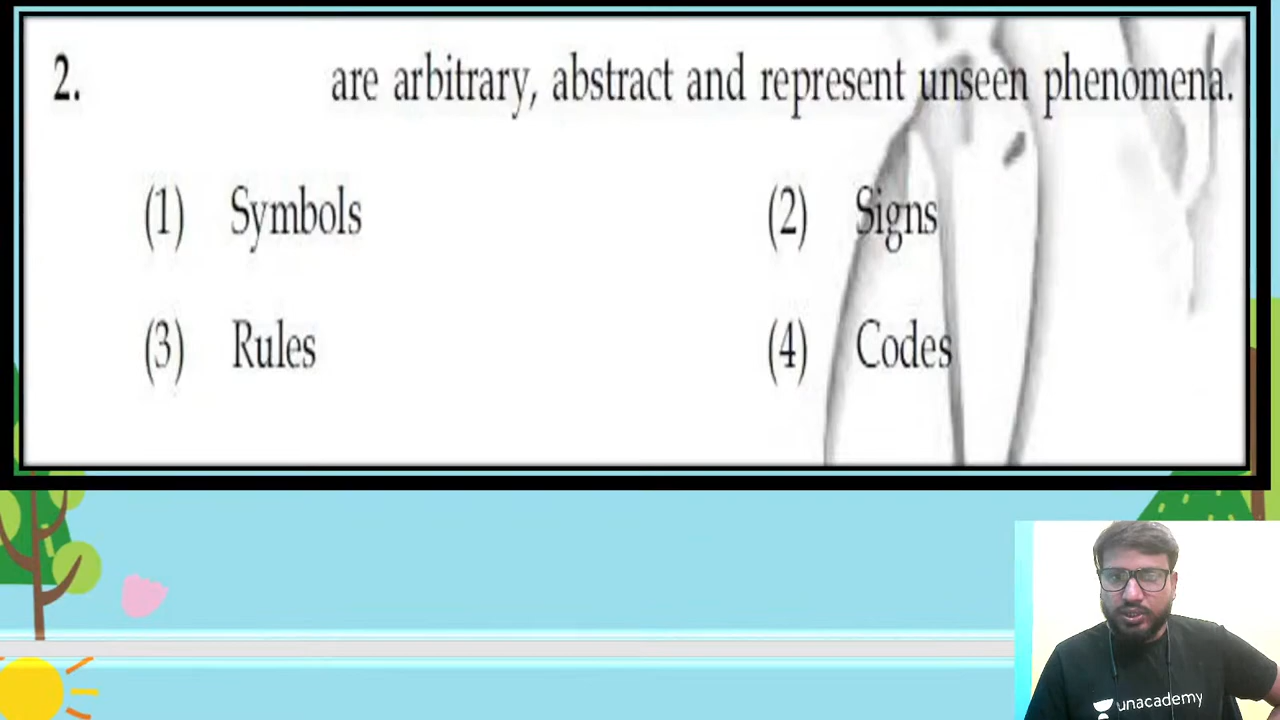 2. are arbitrary, abstract and represent unseen phenomena.
(1) Symbols (2) Signs
(3) Rules (4) Codes
unacademy